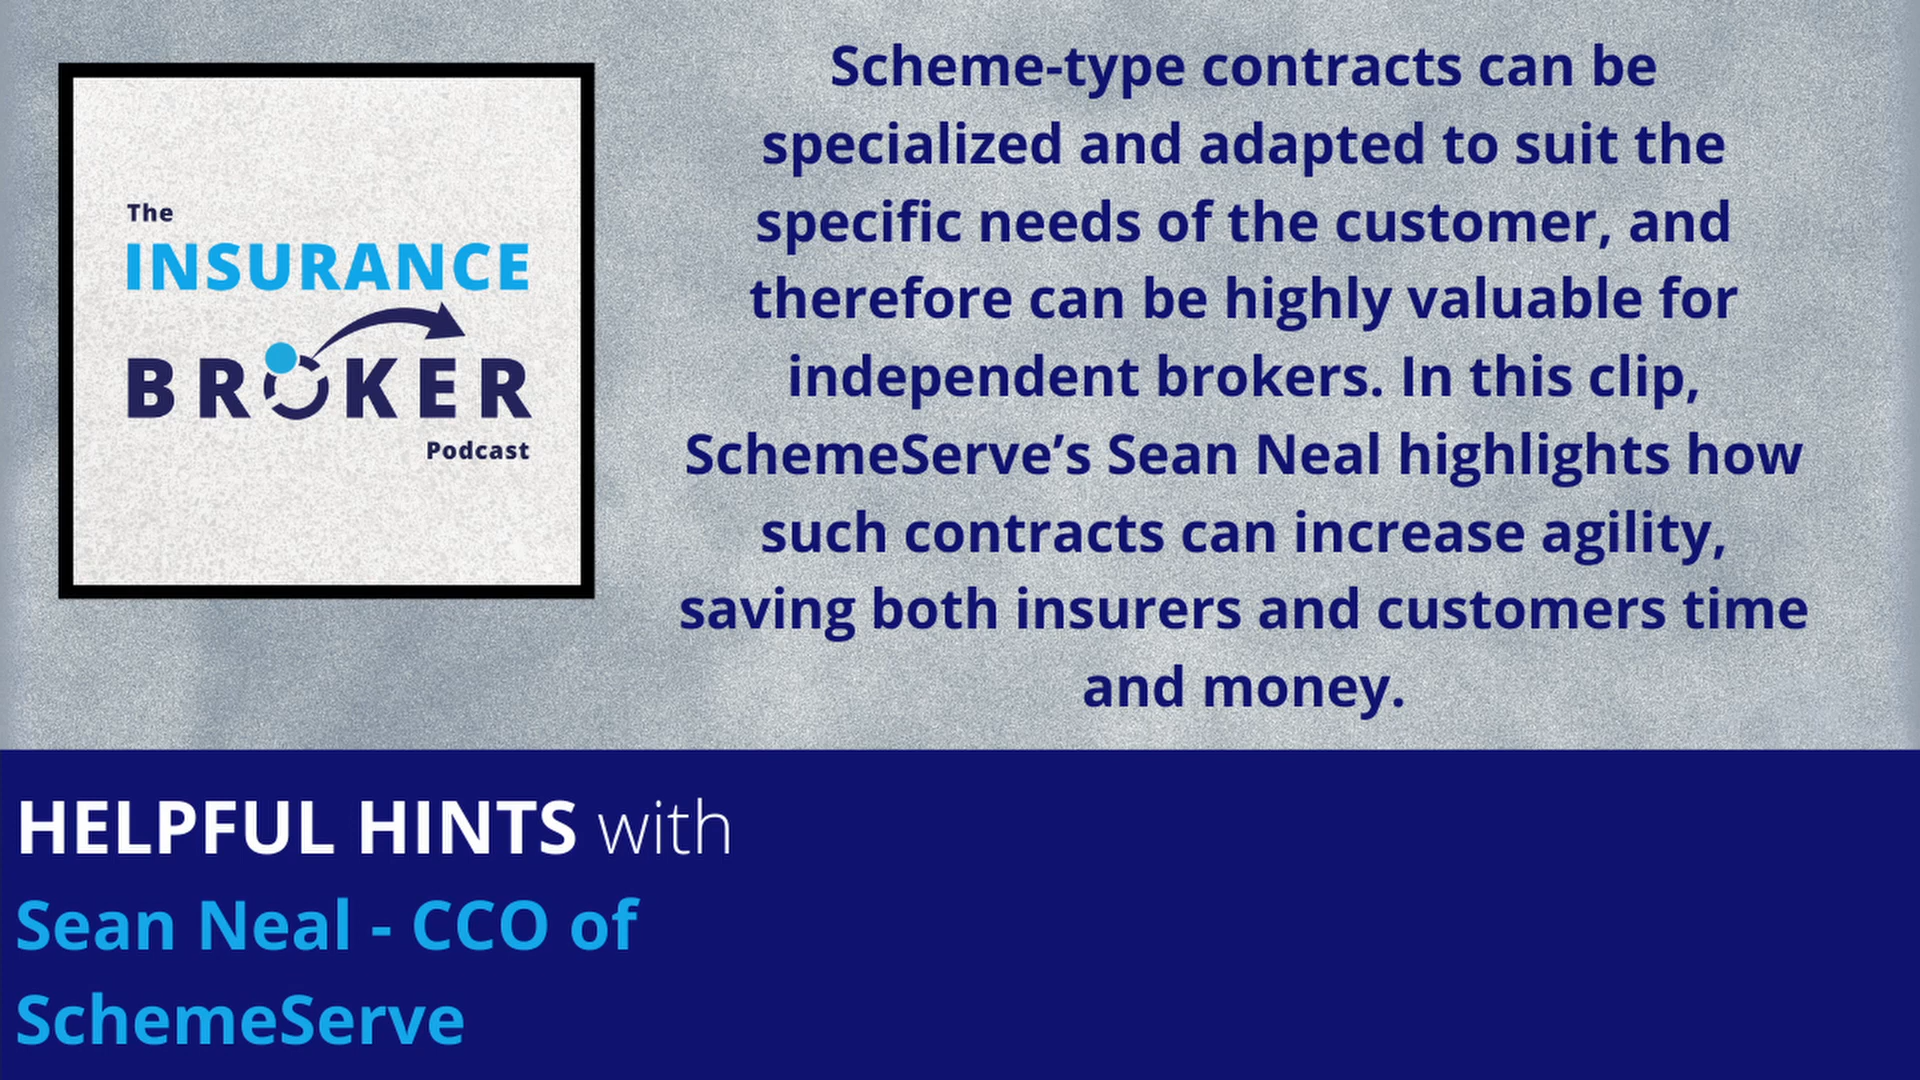 The
INSURANCE
BROKER
Podcast
Scheme-type contracts can be
specialized and adapted to suit the
specific needs of the customer, and
therefore can be highly valuable for
independent brokers. In this clip,
SchemeServe’s Sean Neal highlights how
such contracts can increase agility,
saving both insurers and customers time
and money.
HELPFUL HINTS with
Sean Neal - CCO of
SchemeServe